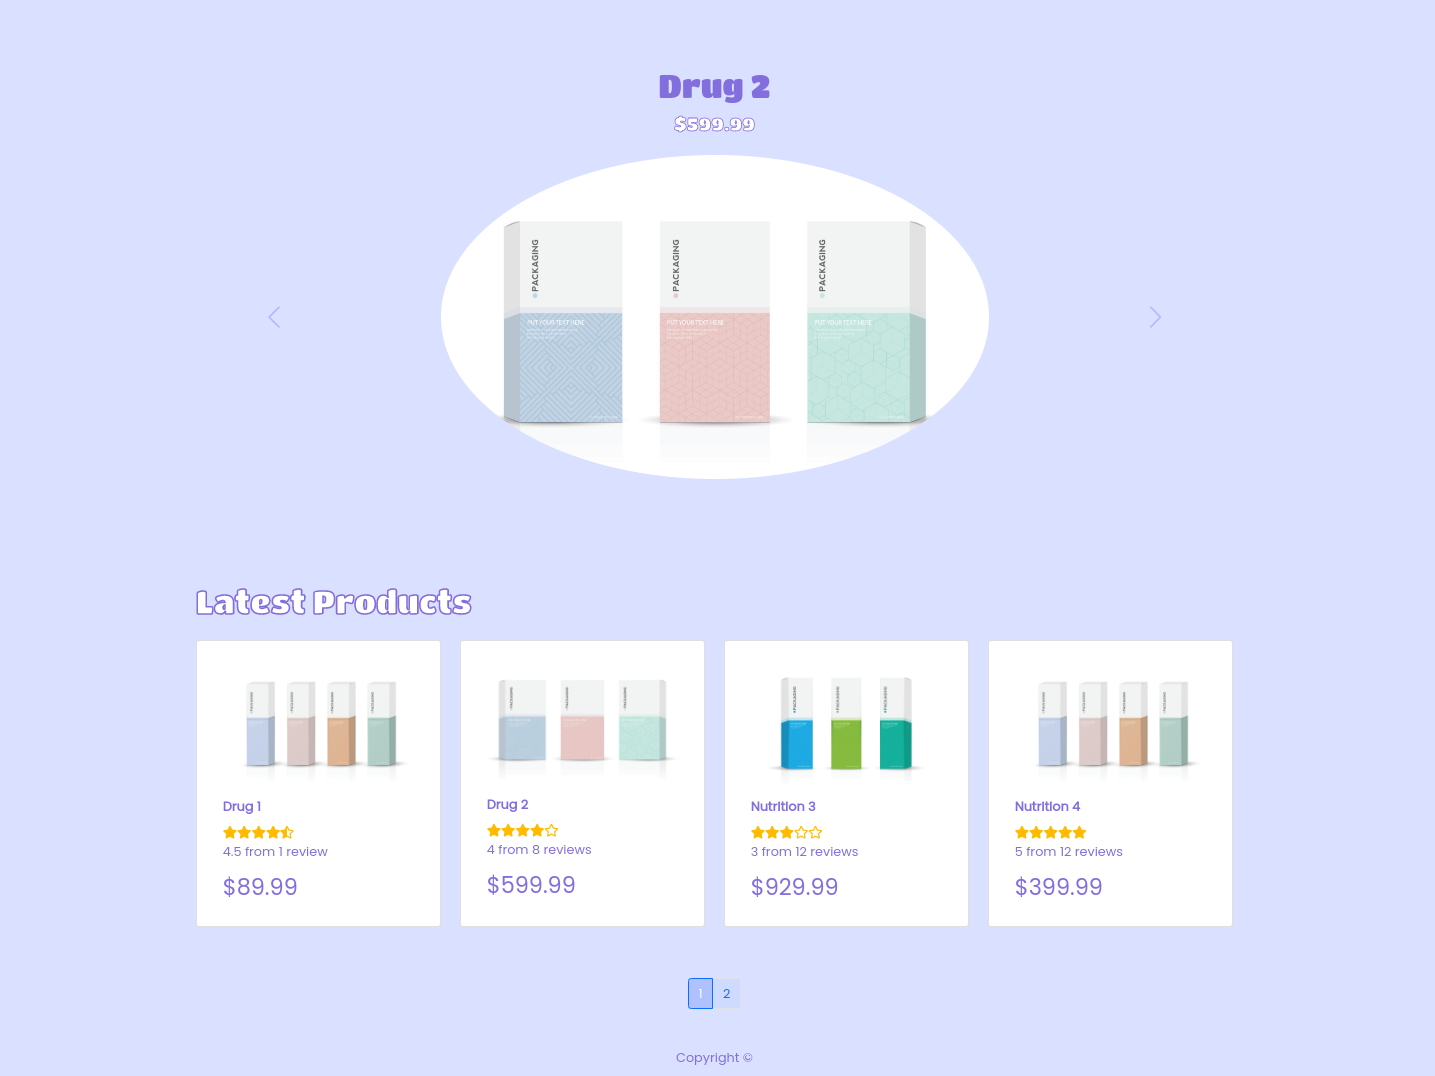 Drug 2
$599.99
PACKAGING
PACKAGING
PACKAGING
PUT YOUR TEXT HERE
PUT YOUR TEXT HERE
PUT YOUR TEXT HERE
Latest Products
PACKAGING
PACKAGING
PACKAGING
Drug 1
4.5 from 1 review
$89.99
Drug 2
4 from 8 reviews
$599.99
Nutrition 3
3 from 12 reviews
$929.99
Nutrition 4
5 from 12 reviews
$399.99
1
2
Copyright ©